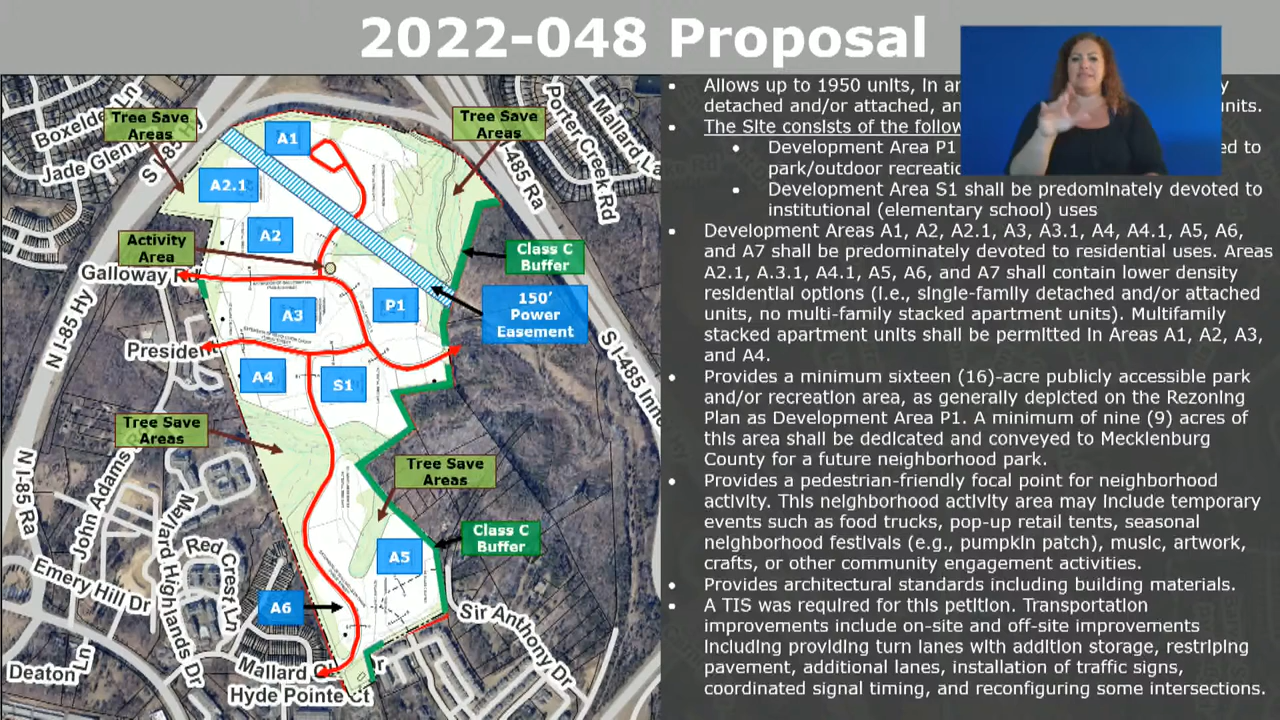 2022-048 Proposal
Boxelde Ln
Tree Save
Areas
Jade Glen
S I-85 Hy
A1
A2.1
A2
Activity
Area
Galloway Rd
N I-85 Hy
A3
P1
President
A4
S1
Tree Save
Areas
Class C
Buffer
150'
Power
Easement
Tree Save
Areas
Porter Creek Rd
Mallard La
I-485 Ra
S I-485 Inn
N I-85 Ra
John Adams
Mallard Highlands Dr
Red Crest Ln
Emery Hill Dr
Tree Save
Areas
Class C
Buffer
A5
A6
Sir Anthony Dr
Deaton Ln
Mallard
Hyde Pointe Ct
• Allows up to 1950 units, in
detached and/or attached, units.
• The Site consists of the
• Development Area P1 to
park/outdoor
• Development Area S1 shall be predominately devoted to
institutional (elementary school) uses
• Development Areas A1, A2, A2.1, A3, A3.1, A4, A4.1, A5, A6,
and A7 shall be predominately devoted to residential uses. Areas
A2.1, A.3.1, A4.1, A5, A6, and A7 shall contain lower density
residential options (i.e., single-family detached and/or attached
units, no multi-family stacked apartment units). Multifamily
stacked apartment units shall be permitted in Areas A1, A2, A3,
and A4.
• Provides a minimum sixteen (16)-acre publicly accessible park
and/or recreation area, as generally depicted on the Rezoning
Plan as Development Area P1. A minimum of nine (9) acres of
this area shall be dedicated and conveyed to Mecklenburg
County for a future neighborhood park.
• Provides a pedestrian-friendly focal point for neighborhood
activity. This neighborhood activity area may include temporary
events such as food trucks, pop-up retail tents, seasonal
neighborhood festivals (e.g., pumpkin patch), music, artwork,
crafts, or other community engagement activities.
• Provides architectural standards including building materials.
• A TIS was required for this petition. Transportation
improvements include on-site and off-site improvements
including providing turn lanes with addition storage, restriping
pavement, additional lanes, installation of traffic signs,
coordinated signal timing, and reconfiguring some intersections.